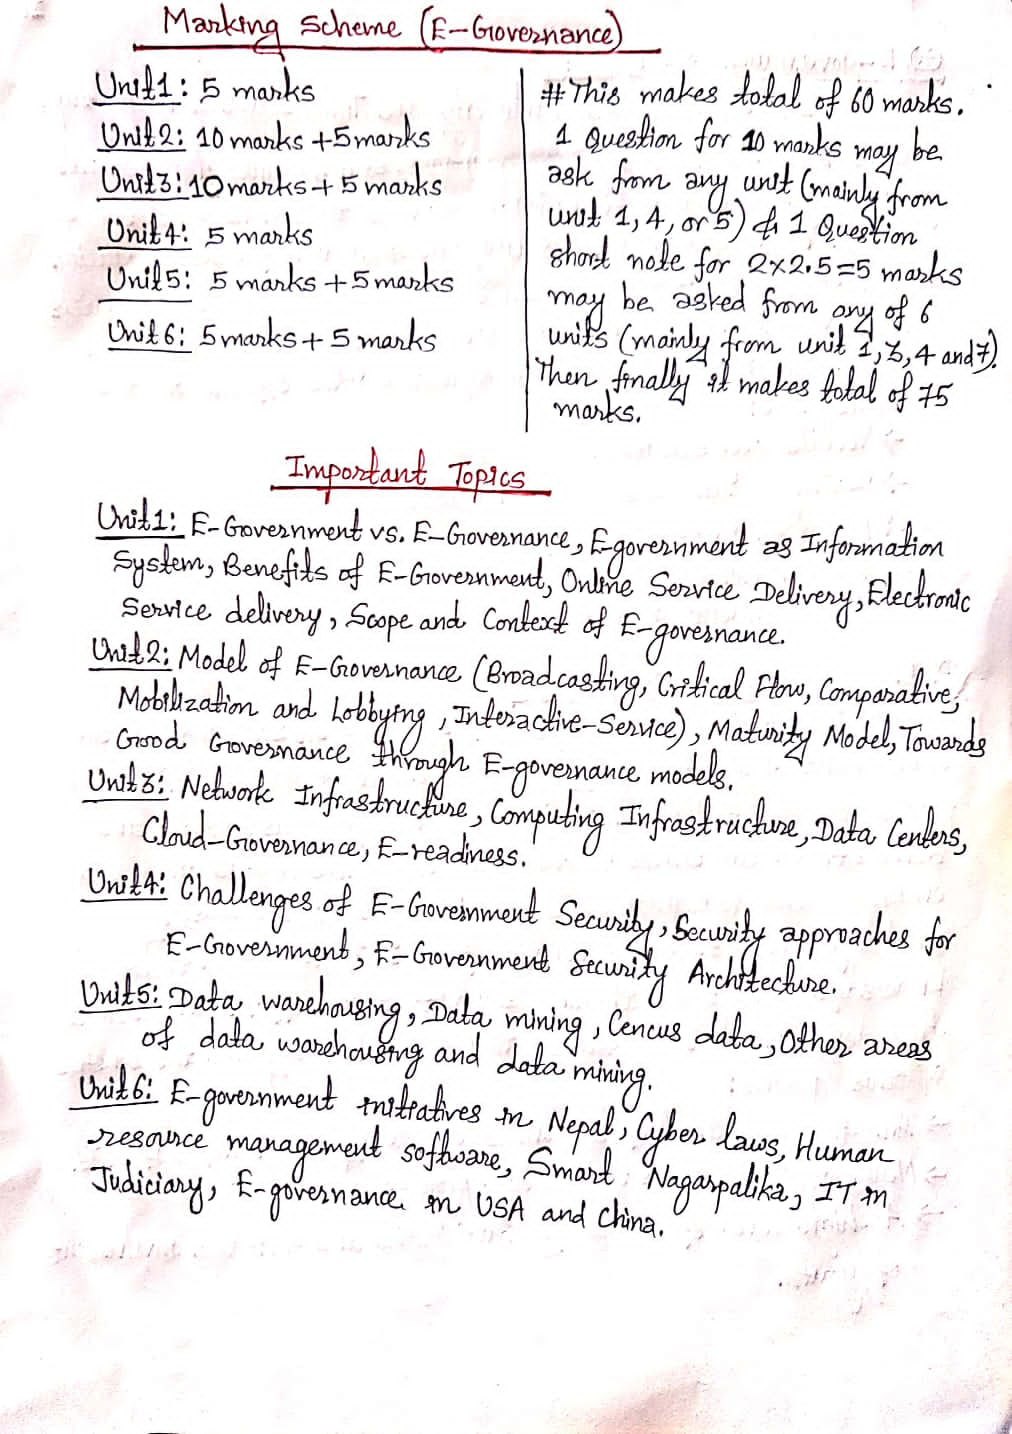 Marking Scheme (E-Governance)
Unit1: 5 marks
Unit2: 10 marks +5marks
Unit3: 10marks + 5 marks
Unit4: 5 marks
Unit5: 5 marks +5marks
Unit6: 5marks + 5 marks
# This makes total of 60 marks.
1 Question for 10 marks may be
ask from any unit (mainly from
unit 1, 4, or 5) & 1 Question
short note for 2×2.5=5 marks
may be asked from any of 6
units (mainly from unit 1,3,4 and 7).
Then finally it makes total of 75
marks.
Important Topics
Unit1: E-Government vs. E-Governance, E-government as Information
System, Benefits of E-Government, Online Service Delivery, Electronic
Service delivery, Scope and Context of E-governance.
Unit2: Model of E-Governance (Broadcasting, Critical Flow, Comparative,
Mobilization and Lobbying, Interactive-Service), Maturity Model, Towards
Good Governance through E-governance models.
Unit3: Network Infrastructure, Computing Infrastructure, Data Centers,
Cloud-Governance, E-readiness.
Unit4: Challenges of E-Government Security, Security approaches for
E-Government, E-Government Security Architecture.
Unit5: Data warehousing, Data mining, Cencus data, Other areas
of data warehousing and data mining.
Unit6: E-government initiatives in Nepal, Cyber laws, Human
resource management software, Smart Nagarpalika, IT in
Judiciary, E-governance in USA and China.